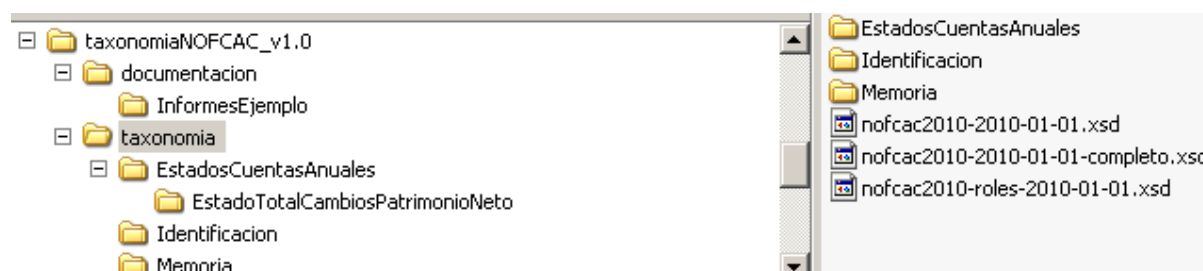 taxonomiaNOFCAC_v1.0
documentacion
InformesEjemplo
taxonomia
EstadosCuentasAnuales
EstadoTotalCambiosPatrimonioNeto
Identificacion
Memoria
EstadosCuentasAnuales
Identificacion
Memoria
nofcac2010-2010-01-01.xsd
nofcac2010-2010-01-01-completo.xsd
nofcac2010-roles-2010-01-01.xsd